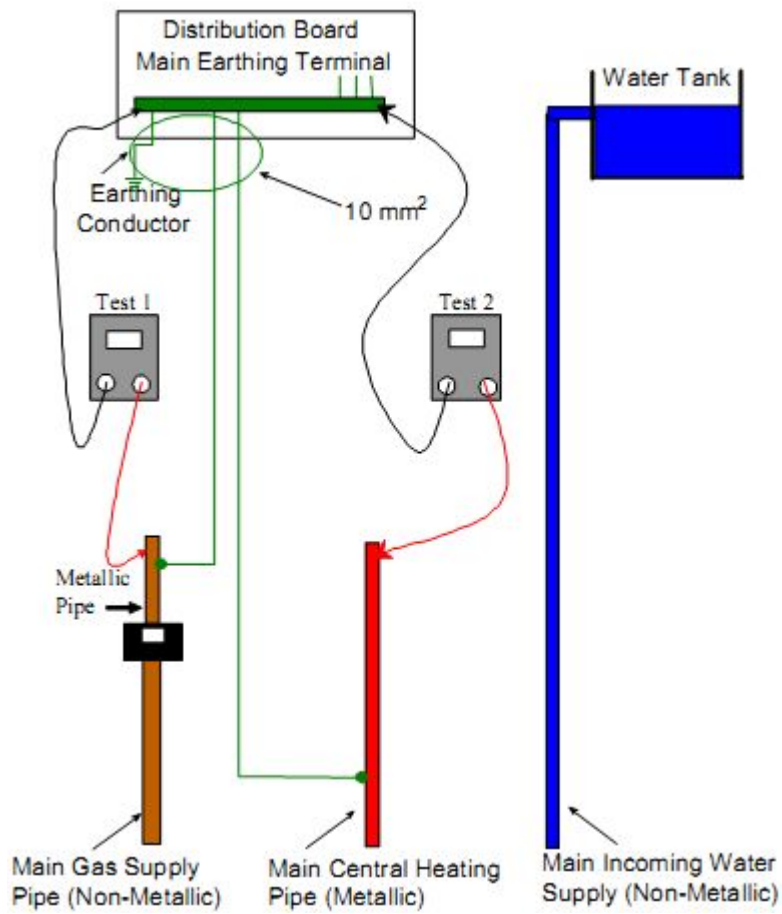 Distribution Board
Main Earthing Terminal
Water Tank
Earthing
Conductor
10 mm²
Test 1
Test 2
Metallic
Pipe
Main Gas Supply
Pipe (Non-Metallic)
Main Central Heating
Pipe (Metallic)
Main Incoming Water
Supply (Non-Metallic)